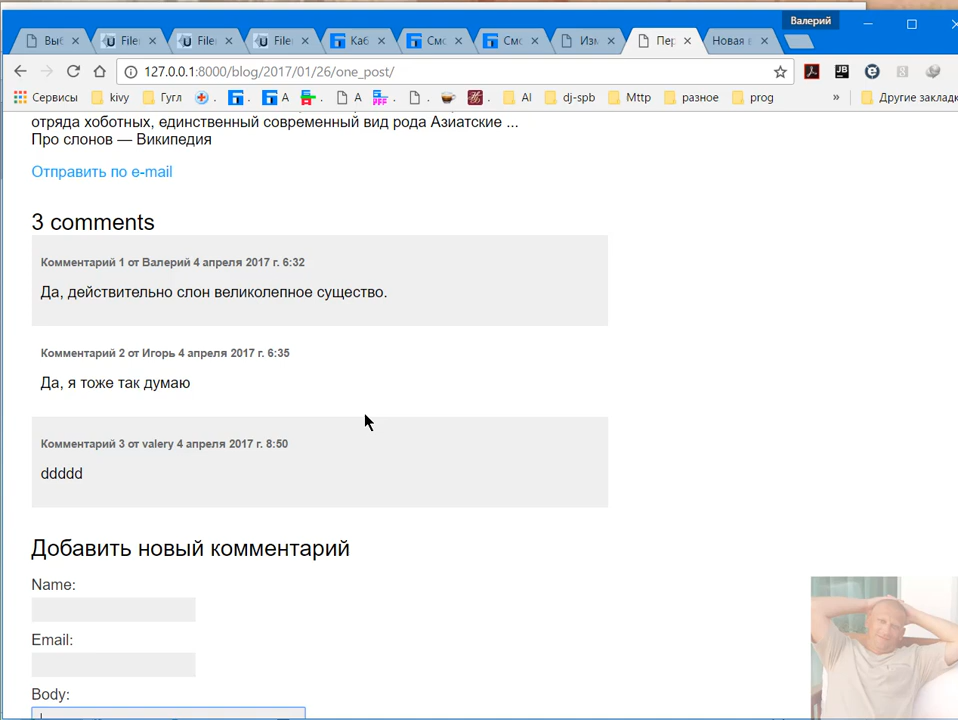 Валерий
Выб
Filer
Filer
Filer
Каб
Смо
Смо
Изм
Пер
Новая в
127.0.0.1:8000/blog/2017/01/26/one_post/
Сервисы kivy Гугл А А AI dj-spb Mttp разное prog » Другие заклад
отряда хоботных, единственный современный вид рода Азиатские ...
Про слонов — Википедия
Отправить по e-mail
3 comments
Комментарий 1 от Валерий 4 апреля 2017 г. 6:32
Да, действительно слон великолепное существо.
Комментарий 2 от Игорь 4 апреля 2017 г. 6:35
Да, я тоже так думаю
Комментарий 3 от valery 4 апреля 2017 г. 8:50
ddddd
Добавить новый комментарий
Name:
Email:
Body: